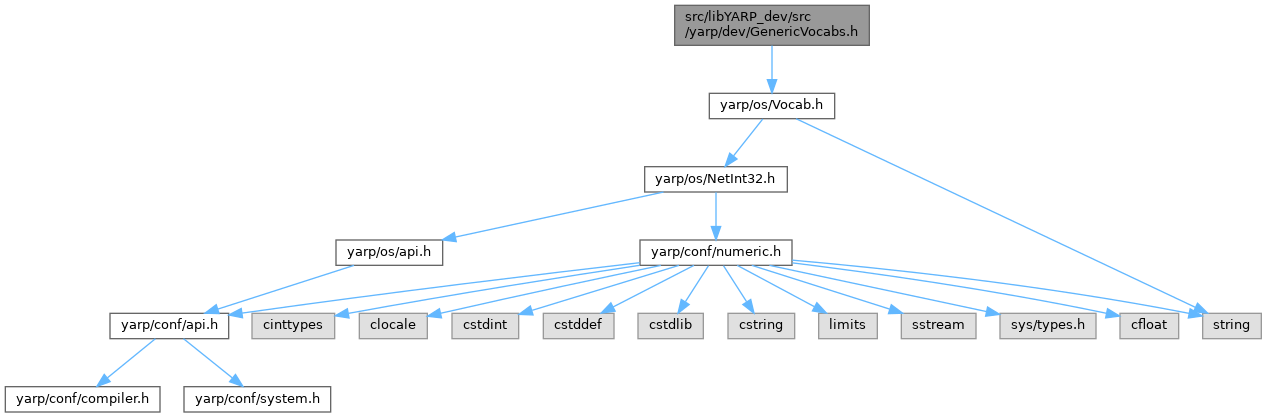 src/libYARP_dev/src
/yarp/dev/GenericVocabs.h
yarp/os/Vocab.h
yarp/os/NetInt32.h
yarp/os/api.h
yarp/conf/numeric.h
yarp/conf/api.h
cinttypes
clocale
cstdint
cstddef
cstdlib
cstring
limits
sstream
sys/types.h
cfloat
string
yarp/conf/compiler.h
yarp/conf/system.h